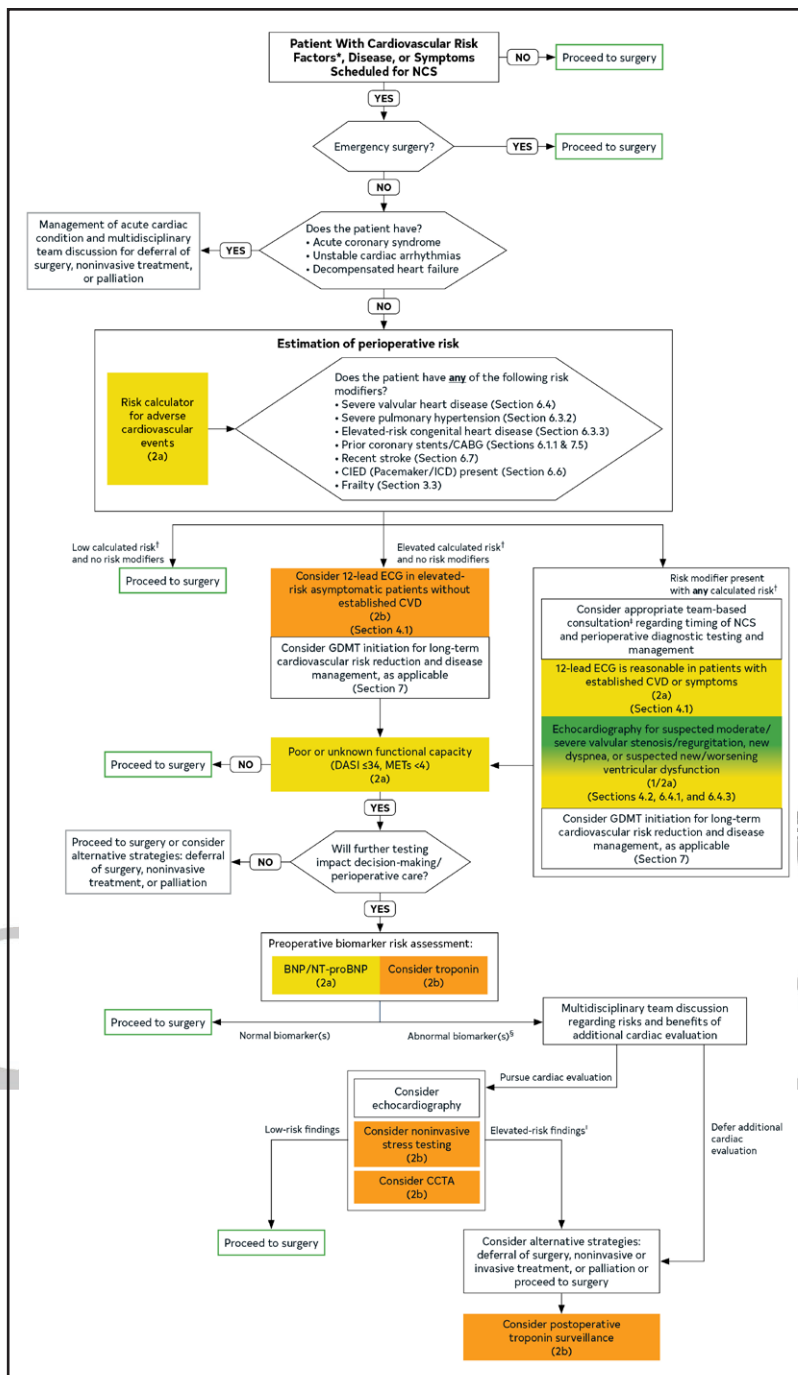 Patient With Cardiovascular Risk
Factors*, Disease, or Symptoms
Scheduled for NCS
NO
Proceed to surgery
YES
Emergency surgery?
YES
Proceed to surgery
NO
Management of acute cardiac
condition and multidisciplinary
team discussion for deferral of
surgery, noninvasive treatment,
or palliation
YES
Does the patient have?
• Acute coronary syndrome
• Unstable cardiac arrhythmias
• Decompensated heart failure
NO
Estimation of perioperative risk
Risk calculator
for adverse
cardiovascular
events
(2a)
Does the patient have any of the following risk
modifiers?
• Severe valvular heart disease (Section 6.4)
• Severe pulmonary hypertension (Section 6.3.2)
• Elevated-risk congenital heart disease (Section 6.3.3)
• Prior coronary stents/CABG (Sections 6.1.1 & 7.5)
• Recent stroke (Section 6.7)
• CIED (Pacemaker/ICD) present (Section 6.6)
• Frailty (Section 3.3)
Low calculated risk†
and no risk modifiers
Proceed to surgery
Elevated calculated risk†
and no risk modifiers
Consider 12-lead ECG in elevated-
risk asymptomatic patients without
established CVD
(2b)
(Section 4.1)
Consider GDMT initiation for long-term
cardiovascular risk reduction and disease
management, as applicable
(Section 7)
Risk modifier present
with any calculated risk†
Consider appropriate team-based
consultation‡ regarding timing of NCS
and perioperative diagnostic testing and
management
12-lead ECG is reasonable in patients with
established CVD or symptoms
(2a)
(Section 4.1)
Echocardiography for suspected moderate/
severe valvular stenosis/regurgitation, new
dyspnea, or suspected new/worsening
ventricular dysfunction
(1/2a)
(Sections 4.2, 6.4.1, and 6.4.3)
Consider GDMT initiation for long-term
cardiovascular risk reduction and disease
management, as applicable
(Section 7)
Proceed to surgery
NO
Poor or unknown functional capacity
(DASI ≤34, METs <4)
(2a)
YES
Proceed to surgery or consider
alternative strategies: deferral
of surgery, noninvasive
treatment, or palliation
NO
Will further testing
impact decision-making/
perioperative care?
YES
Preoperative biomarker risk assessment:
BNP/NT-proBNP
(2a)
Consider troponin
(2b)
Proceed to surgery
Normal biomarker(s)
Abnormal biomarker(s)§
Multidisciplinary team discussion
regarding risks and benefits of
additional cardiac evaluation
Pursue cardiac evaluation
Consider
echocardiography
Low-risk findings
Consider noninvasive
stress testing
(2b)
Elevated-risk findings
Defer additional
cardiac
evaluation
Consider CCTA
(2b)
Proceed to surgery
Consider alternative strategies:
deferral of surgery, noninvasive or
invasive treatment, or palliation or
proceed to surgery
Consider postoperative
troponin surveillance
(2b)